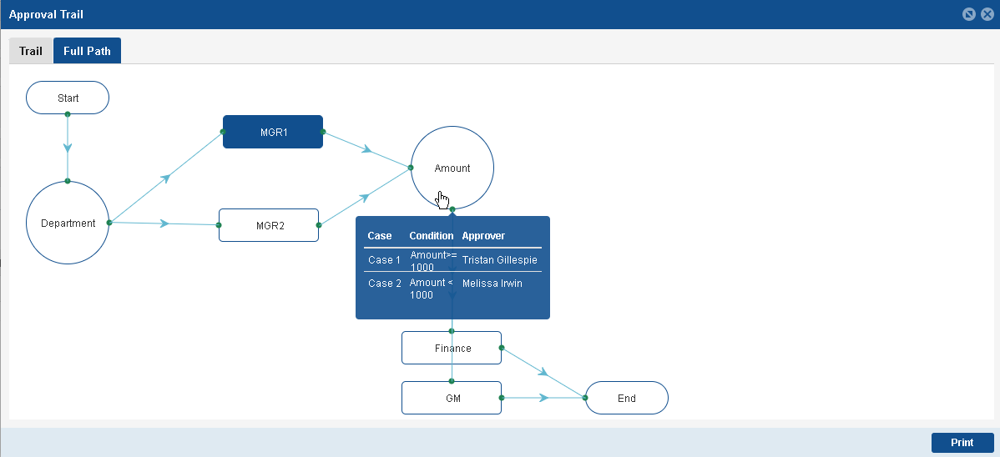 Approval Trail
Trail
Full Path
Start
MGR1
Amount
Department
MGR2
Case Condition Approver
Case 1 Amount>= 1000 Tristan Gillespie
Case 2 Amount < 1000 Melissa Irwin
Finance
GM
End
Print